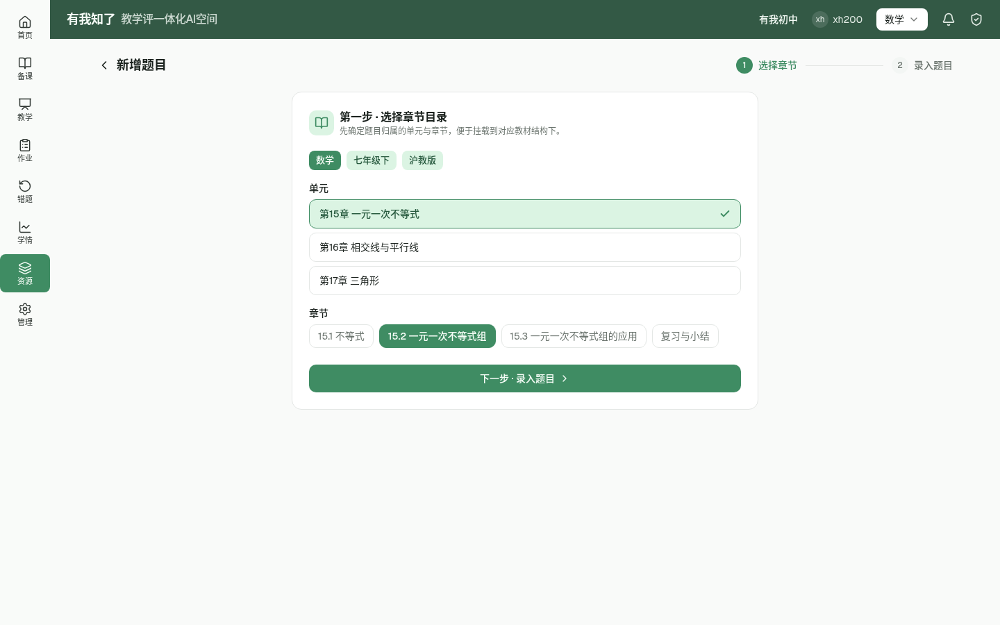 有我知了 教学评一体化AI空间
有我初中 xh xh200 数学
首页
备课
教学
作业
错题
学情
资源
管理
新增题目
1 选择章节 2 录入题目
第一步 · 选择章节目录
先确定题目归属的单元与章节，便于挂载到对应教材结构下。
数学 七年级下 沪教版
单元
第15章 一元一次不等式
第16章 相交线与平行线
第17章 三角形
章节
15.1 不等式 15.2 一元一次不等式组 15.3 一元一次不等式组的应用 复习与小结
下一步 · 录入题目